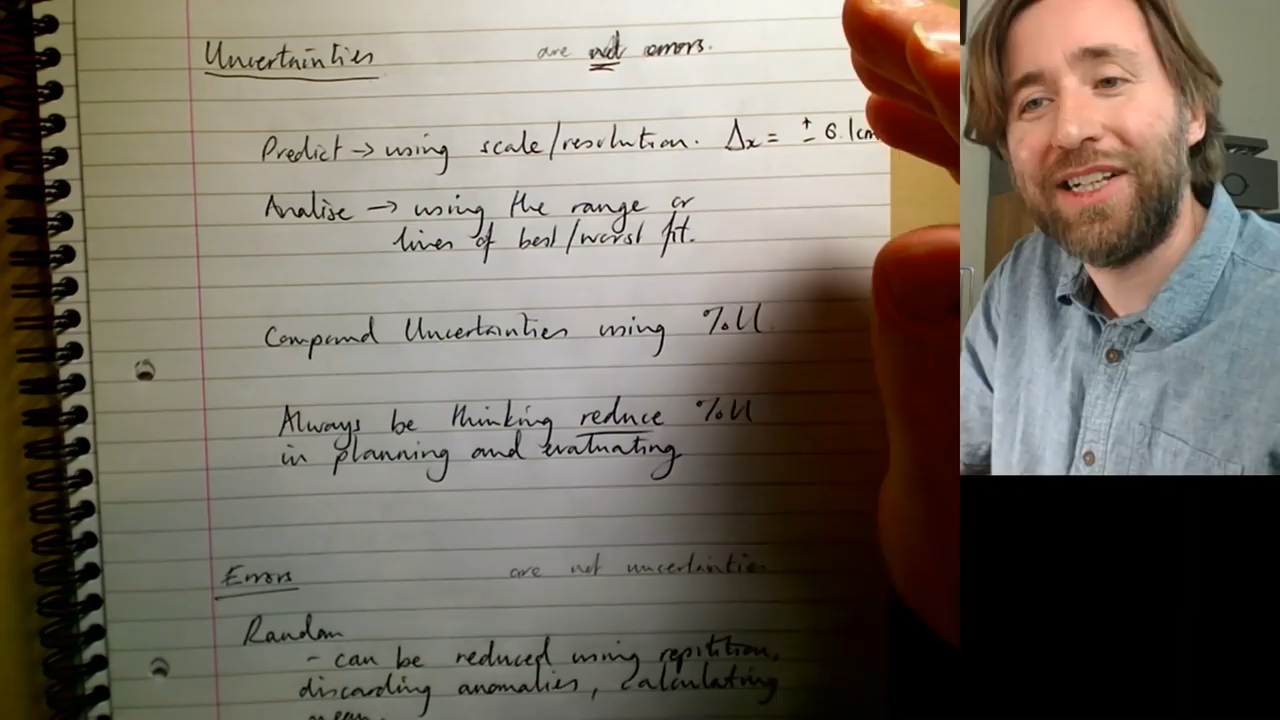 Uncertainties are not errors.
Predict → using scale/resolution. Δx = ± 0.1cm
Analise → using the range or
lines of best/worst fit.
Compound Uncertainties using %U
Always be thinking reduce %U
in planning and evaluating
Errors are not uncertainties
Random
- can be reduced using repitition,
discarding anomalies, calculating
mean.